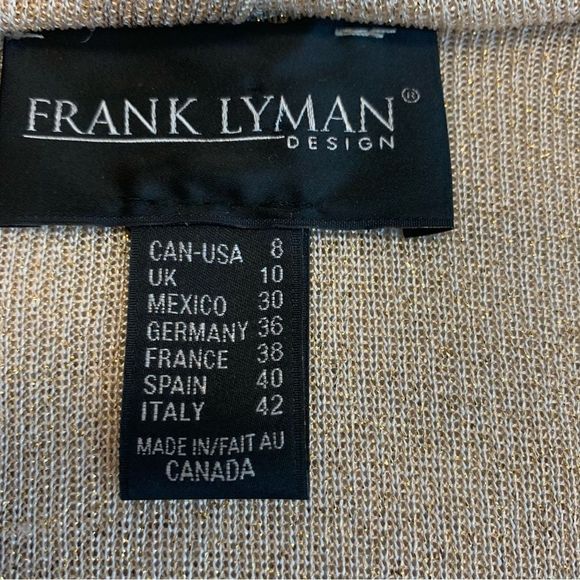 FRANK LYMAN®
DESIGN
CAN-USA 8
UK 10
MEXICO 30
GERMANY 36
FRANCE 38
SPAIN 40
ITALY 42
MADE IN/FAIT AU
CANADA